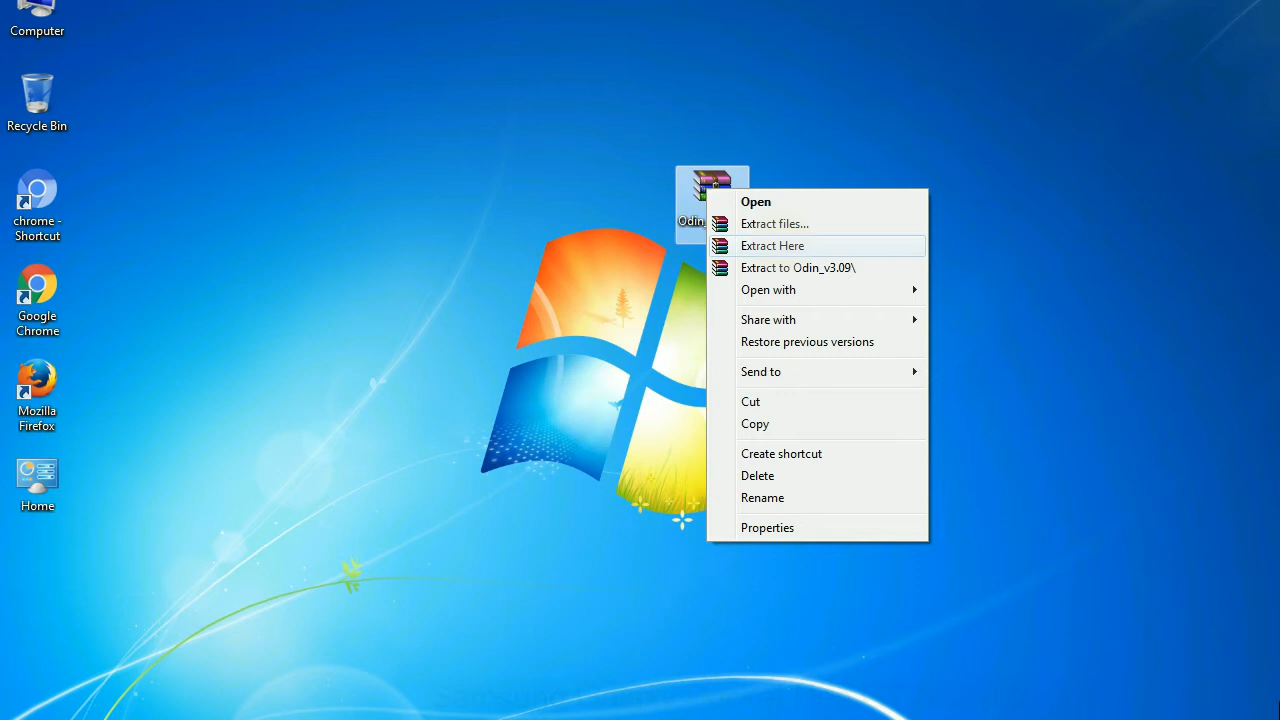 Computer
Recycle Bin
chrome -
Shortcut
Google
Chrome
Mozilla
Firefox
Home
Odin_
Open
Extract files...
Extract Here
Extract to Odin_v3.09\
Open with
Share with
Restore previous versions
Send to
Cut
Copy
Create shortcut
Delete
Rename
Properties